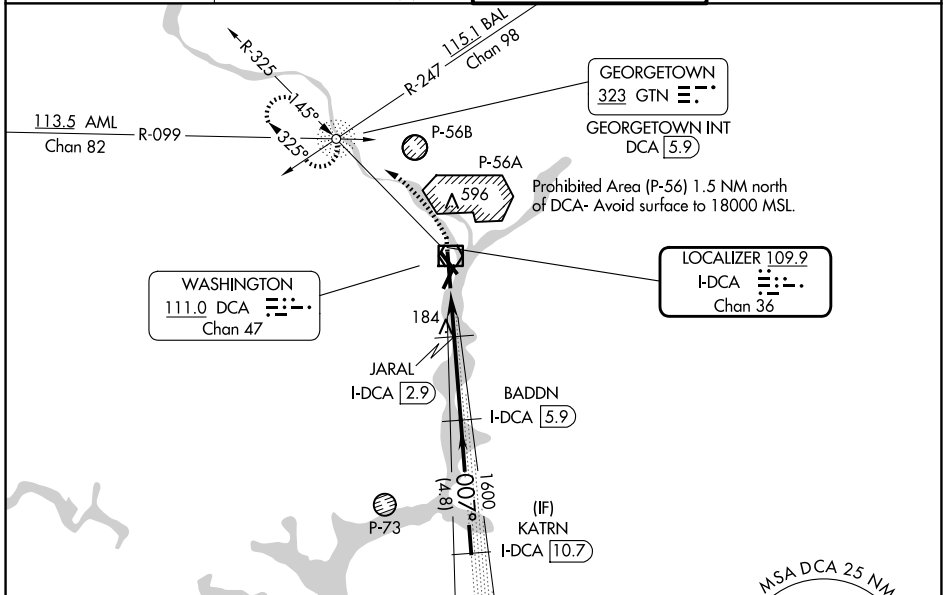 R-325
R-247
115.1 BAL
Chan 98
145°
325°
113.5 AML
R-099
Chan 82
P-56B
GEORGETOWN
323 GTN
GEORGETOWN INT
DCA 5.9
P-56A
596
Prohibited Area (P-56) 1.5 NM north
of DCA- Avoid surface to 18000 MSL.
WASHINGTON
111.0 DCA
Chan 47
LOCALIZER 109.9
I-DCA
Chan 36
184
JARAL
I-DCA 2.9
BADDN
I-DCA 5.9
007°
1600
(4.8)
P-73
(IF)
KATRN
I-DCA 10.7
MSA DCA 25 NM